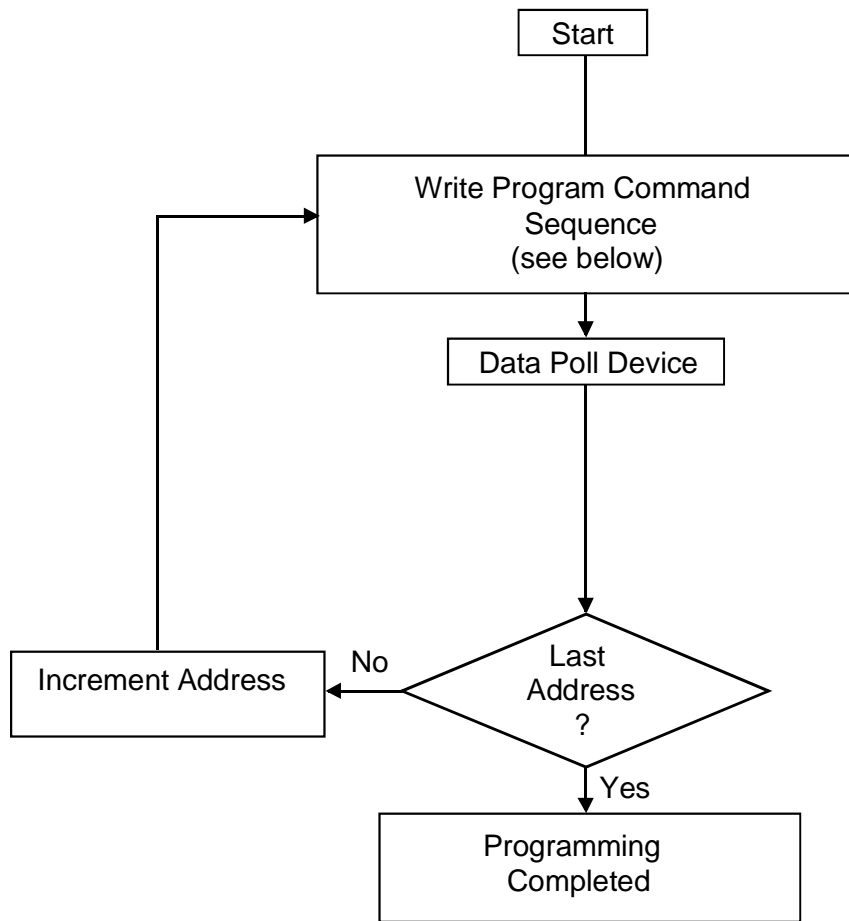 Start
Write Program Command
Sequence
(see below)
Data Poll Device
Last
Address
?
No
Increment Address
Yes
Programming
Completed